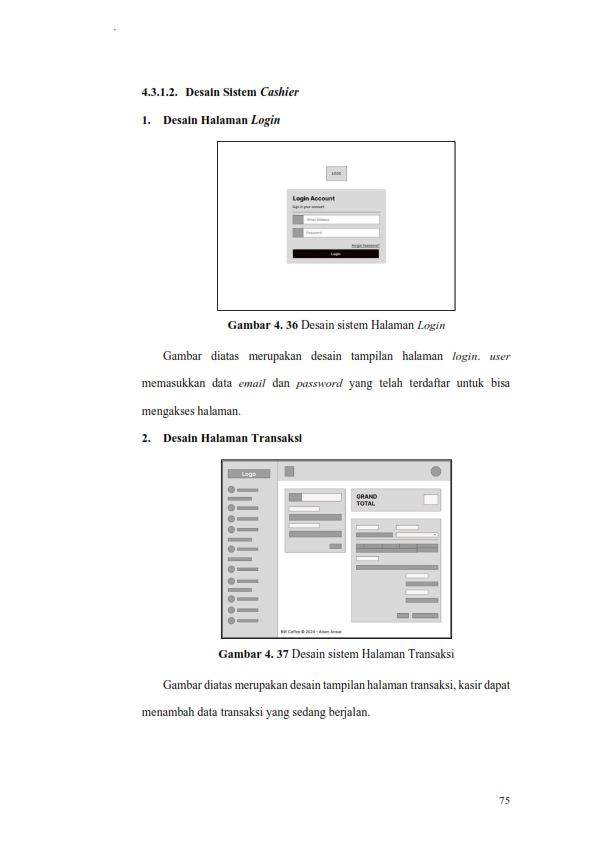 4.3.1.2. Desain Sistem Cashier
1. Desain Halaman Login
LOGO
Login Account
Sign in your account
Email Address
Password
Forgot Password?
Login
Gambar 4. 36 Desain sistem Halaman Login
Gambar diatas merupakan desain tampilan halaman login. user
memasukkan data email dan password yang telah terdaftar untuk bisa
mengakses halaman.
2. Desain Halaman Transaksi
Logo
GRAND
TOTAL
BW Coffee © 2024 - Adam Anwar
Gambar 4. 37 Desain sistem Halaman Transaksi
Gambar diatas merupakan desain tampilan halaman transaksi, kasir dapat
menambah data transaksi yang sedang berjalan.
75